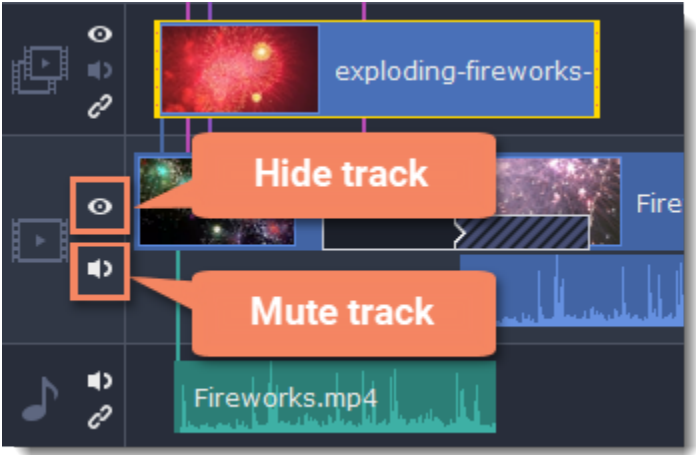 exploding-fireworks-
Hide track
Fire
Mute track
Fireworks.mp4